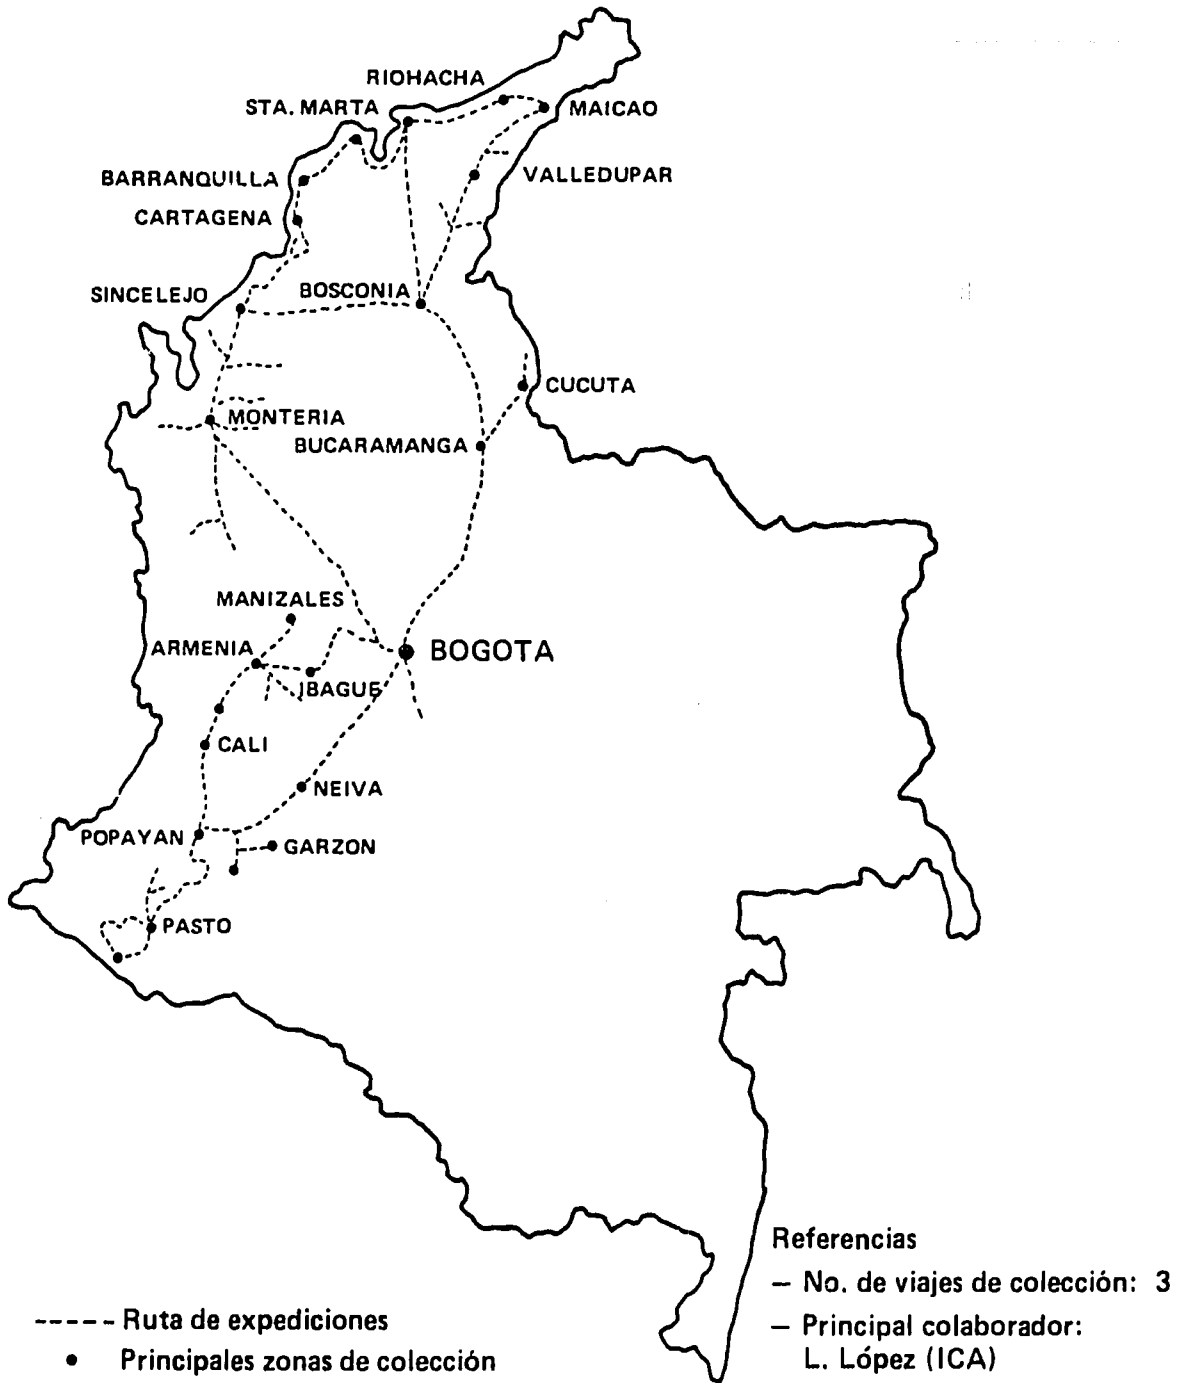 RIOHACHA
STA. MARTA
MAICAO
BARRANQUILLA
VALLEDUPAR
CARTAGENA
SINCELEJO
BOSCONIA
CUCUTA
MONTERIA
BUCARAMANGA
MANIZALES
ARMENIA
BOGOTA
IBAGUE
CALI
NEIVA
POPAYAN
GARZON
PASTO
Referencias
– No. de viajes de colección: 3
– Principal colaborador:
L. López (ICA)
----- Ruta de expediciones
• Principales zonas de colección